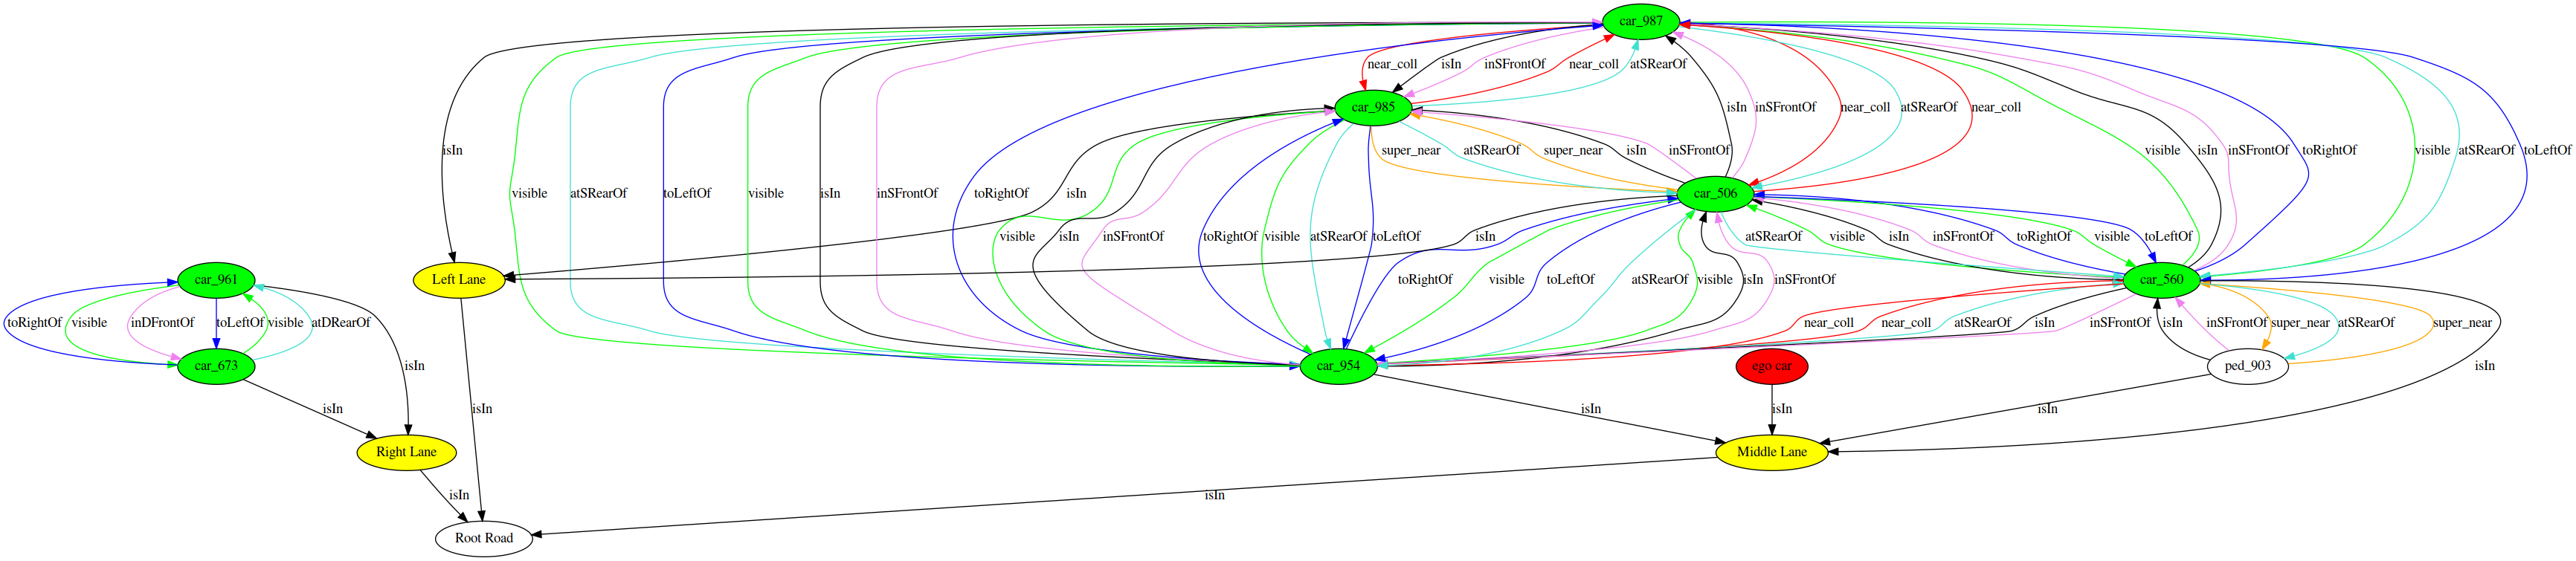 car_987
near_coll isIn inSFrontOf near_coll atSRearOf
car_985 isIn inSFrontOf near_coll atSRearOf near_coll
isIn super_near atSRearOf super_near isIn inSFrontOf visible isIn inSFrontOf toRightOf visible atSRearOf toLeftOf
visible atSRearOf toLeftOf visible isIn inSFrontOf toRightOf isIn car_506
visible isIn inSFrontOf toRightOf visible atSRearOf toLeftOf isIn atSRearOf visible isIn inSFrontOf toRightOf visible toLeftOf
car_961 Left Lane toRightOf visible toLeftOf atSRearOf visible isIn inSFrontOf car_560
toRightOf visible inDFrontOf toLeftOf visible atDRearOf near_coll near_coll atSRearOf isIn inSFrontOf isIn inSFrontOf super_near atSRearOf super_near
car_673 isIn car_954 ego car ped_903 isIn
isIn isIn isIn isIn isIn
Right Lane Middle Lane
isIn isIn
Root Road